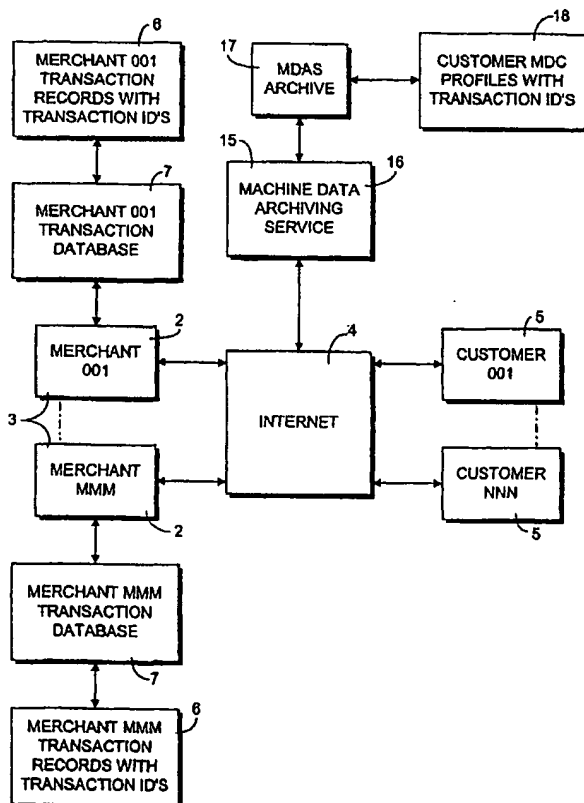 6
MERCHANT 001
TRANSACTION
RECORDS WITH
TRANSACTION ID'S
7
MERCHANT 001
TRANSACTION
DATABASE
2
MERCHANT
001
3
MERCHANT
MMM
2
MERCHANT MMM
TRANSACTION
DATABASE
7
6
MERCHANT MMM
TRANSACTION
RECORDS WITH
TRANSACTION ID'S
17
MDAS
ARCHIVE
18
CUSTOMER MDC
PROFILES WITH
TRANSACTION ID'S
15
16
MACHINE DATA
ARCHIVING
SERVICE
4
INTERNET
5
CUSTOMER
001
CUSTOMER
NNN
5